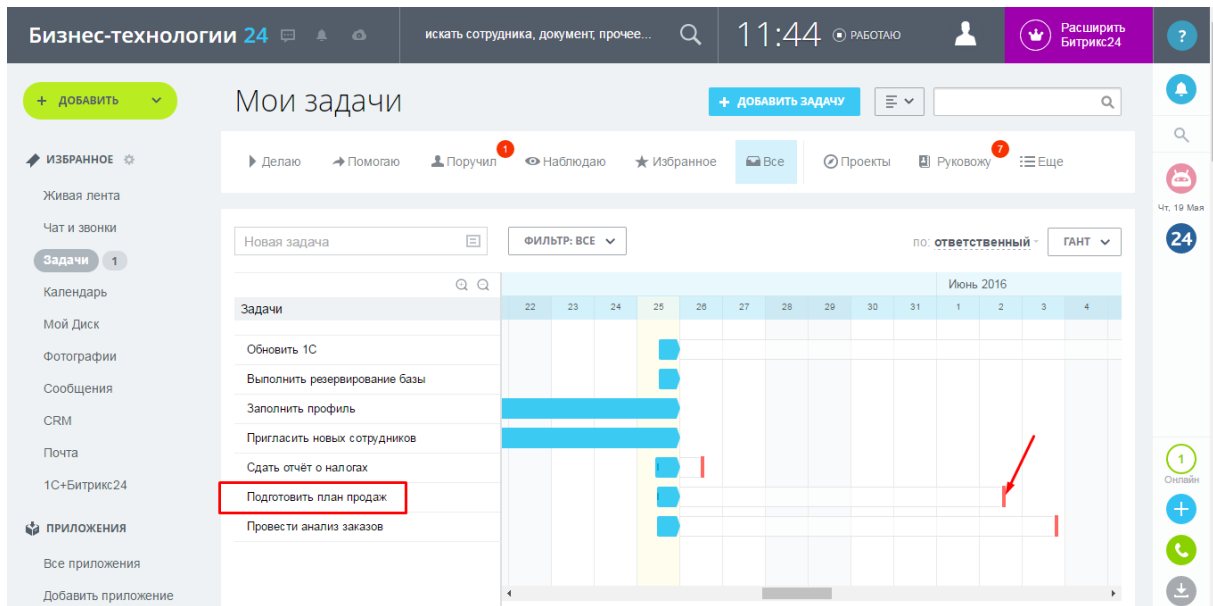 Бизнес-технологии 24
искать сотрудника, документ, прочее...
11:44 РАБОТАЮ
Расширить
Битрикс24
?
+ ДОБАВИТЬ
Мои задачи
+ ДОБАВИТЬ ЗАДАЧУ
ИЗБРАННОЕ
Живая лента
Чат и звонки
Задачи 1
Календарь
Мой Диск
Фотографии
Сообщения
CRM
Почта
1С+Битрикс24
ПРИЛОЖЕНИЯ
Все приложения
Добавить приложение
Делаю Помогаю Поручил 1 Наблюдаю Избранное Все Проекты Руковожу 7 Еще
Новая задача
ФИЛЬТР: ВСЕ
по: ответственный
ГАНТ
Июнь 2016
Задачи
22 23 24 25 26 27 28 29 30 31 1 2 3 4
Обновить 1С
Выполнить резервирование базы
Заполнить профиль
Пригласить новых сотрудников
Сдать отчёт о налогах
Подготовить план продаж
Провести анализ заказов
Чт, 19 Мая
24
1
Онлайн